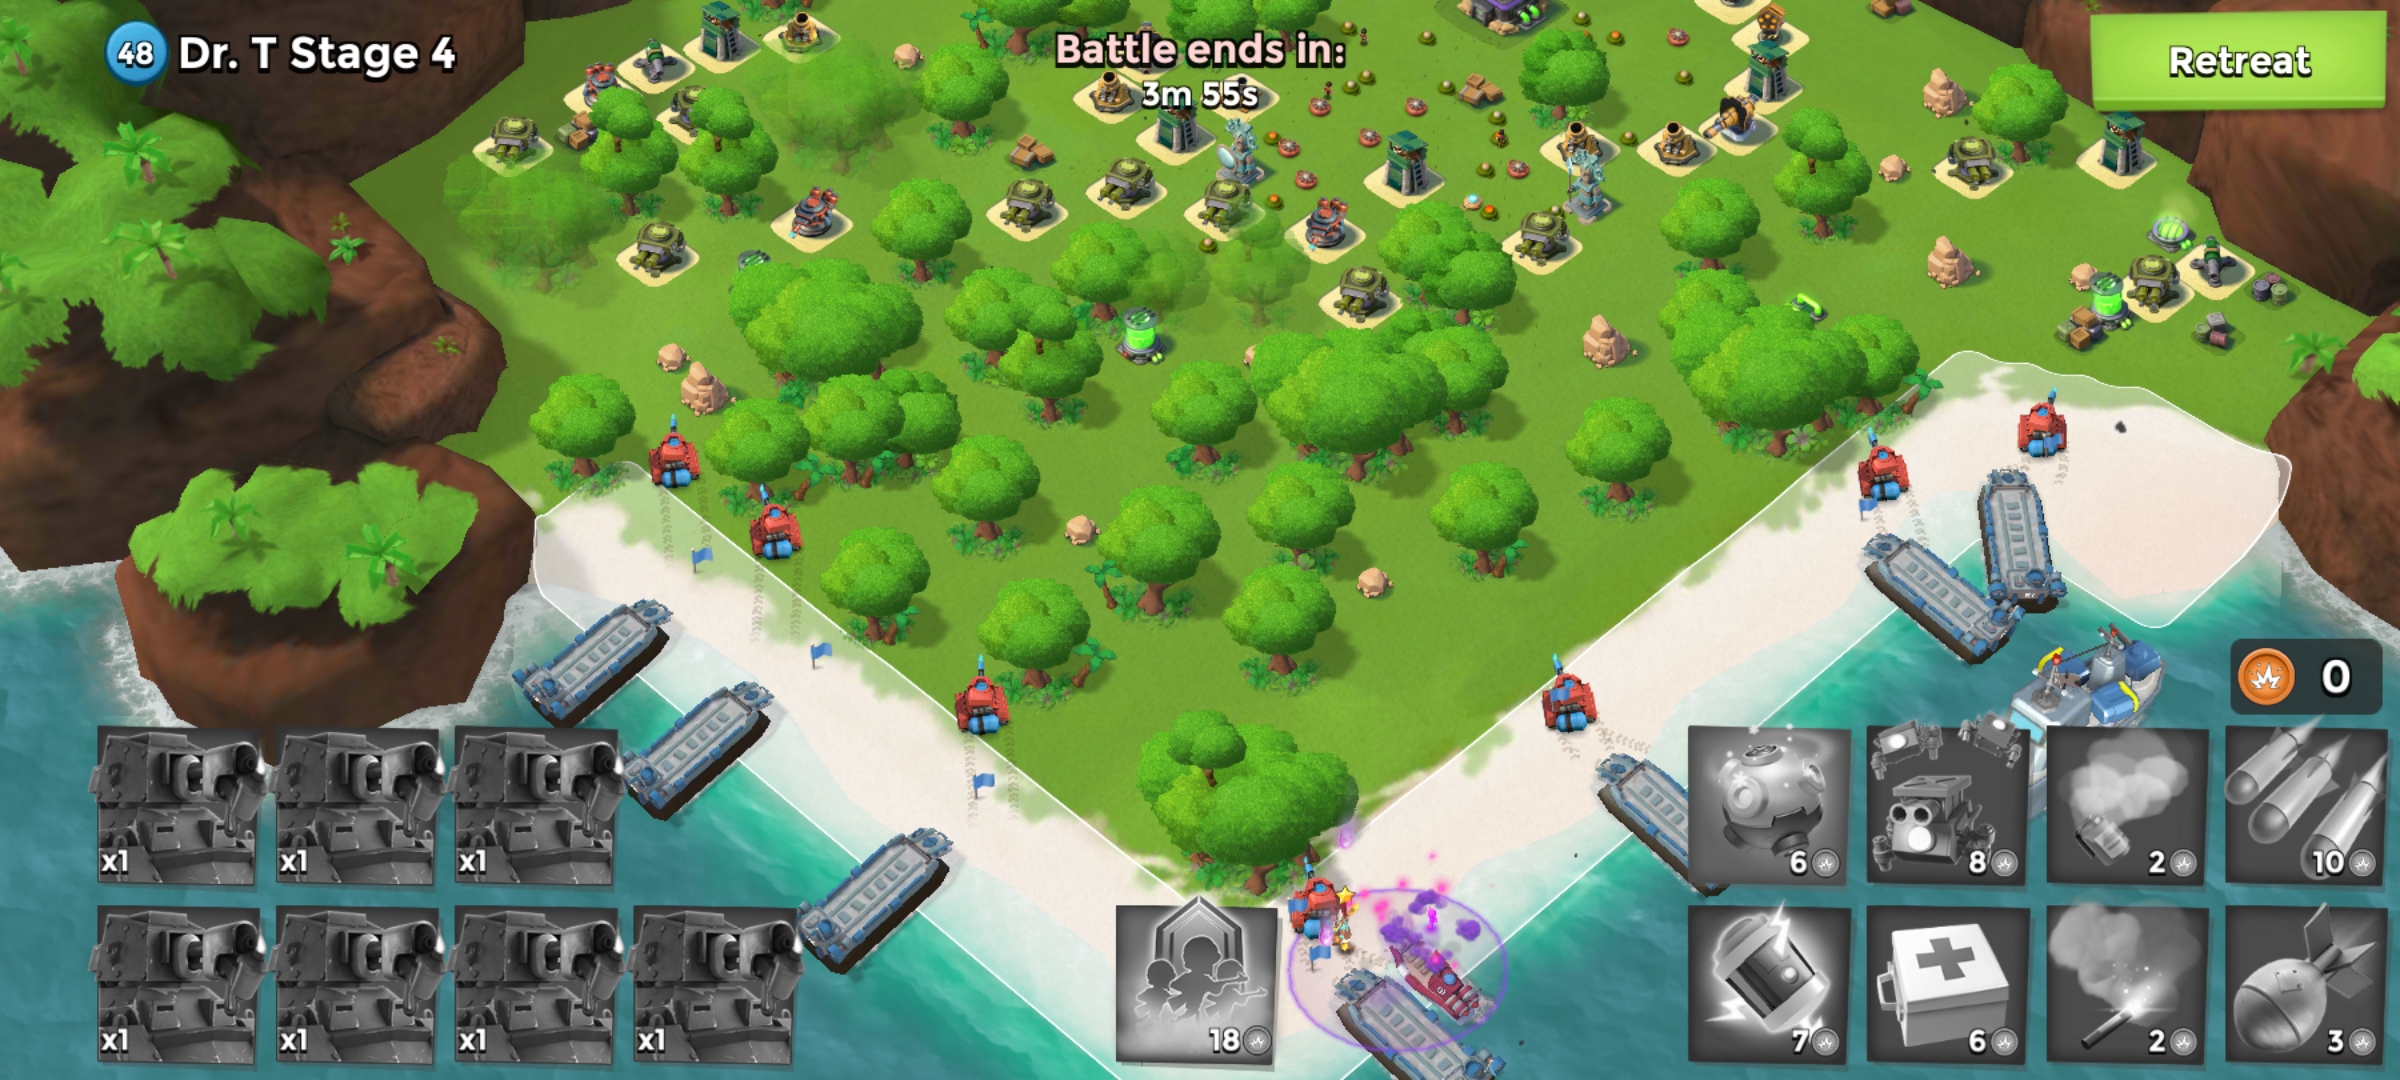 48 Dr. T Stage 4
Battle ends in:
3m 55s
Retreat
0
x1
x1
x1
6
8
2
10
x1
x1
x1
x1
18
7
6
2
3